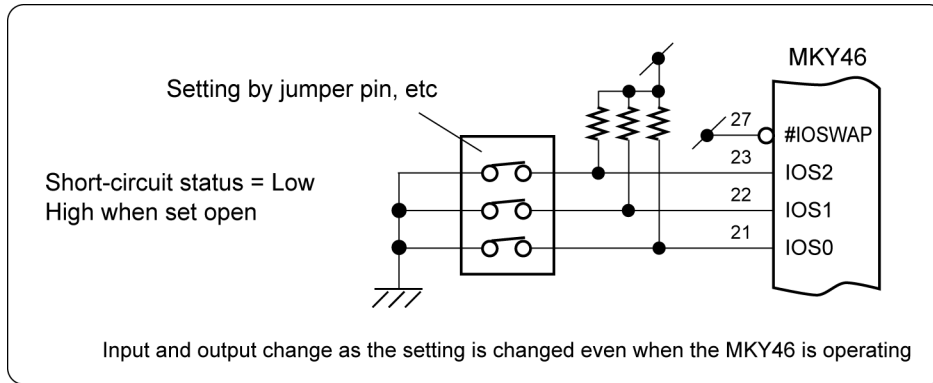 MKY46
Setting by jumper pin, etc
27
#IOSWAP
23
IOS2
Short-circuit status = Low
High when set open
22
IOS1
21
IOS0
Input and output change as the setting is changed even when the MKY46 is operating